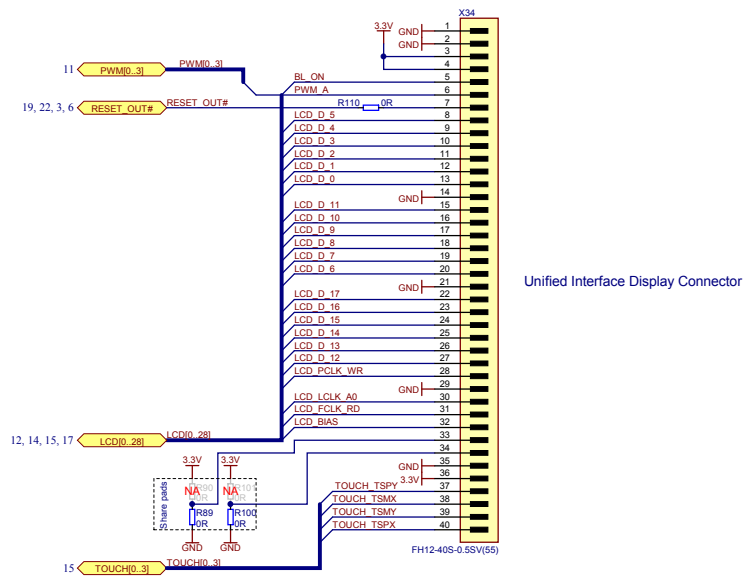 X34
3.3V
GND 1
GND 2
3
4
BL_ON 5
11 PWM[0..3] PWM[0..3] PWM_A 6
19, 22, 3, 6 RESET_OUT# RESET_OUT# R110 0R 7
LCD_D_5 8
LCD_D_4 9
LCD_D_3 10
LCD_D_2 11
LCD_D_1 12
LCD_D_0 13
GND 14
LCD_D_11 15
LCD_D_10 16
LCD_D_9 17
LCD_D_8 18
LCD_D_7 19
LCD_D_6 20
GND 21
Unified Interface Display Connector
LCD_D_17 22
LCD_D_16 23
LCD_D_15 24
LCD_D_14 25
LCD_D_13 26
LCD_D_12 27
LCD_PCLK_WR 28
GND 29
LCD_LCLK_A0 30
LCD_FCLK_RD 31
LCD_BIAS 32
12, 14, 15, 17 LCD[0..28] LCD[0..28] 33
34
3.3V 3.3V GND 35
3.3V 36
Share pads
NA R90 NA R101
0R 0R
TOUCH_TSPY 37
TOUCH_TSMX 38
R89 R100 TOUCH_TSMY 39
0R 0R TOUCH_TSPX 40
GND GND
FH12-40S-0.5SV(55)
15 TOUCH[0..3] TOUCH[0..3]